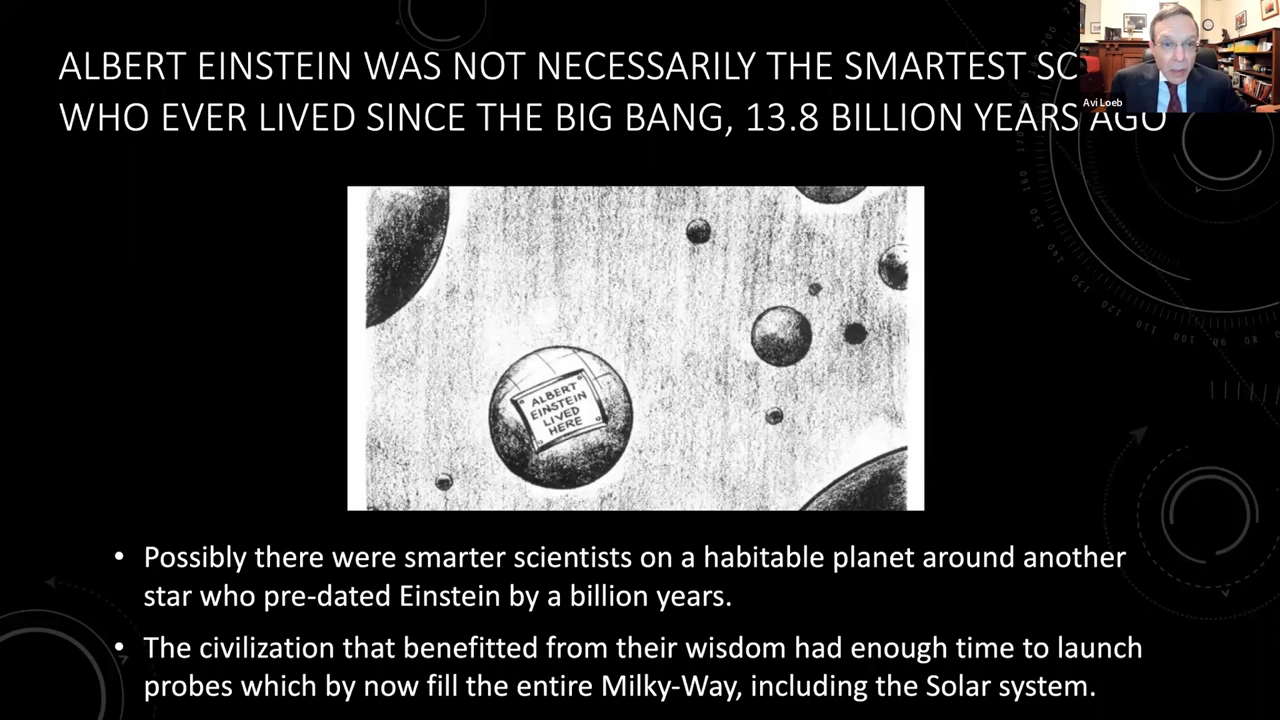 ALBERT EINSTEIN WAS NOT NECESSARILY THE SMARTEST
WHO EVER LIVED SINCE THE BIG BANG, 13.8 BILLION YEARS AGO
Avi Loeb
ALBERT
EINSTEIN
LIVED
HERE
• Possibly there were smarter scientists on a habitable planet around another
star who pre-dated Einstein by a billion years.
• The civilization that benefitted from their wisdom had enough time to launch
probes which by now fill the entire Milky-Way, including the Solar system.